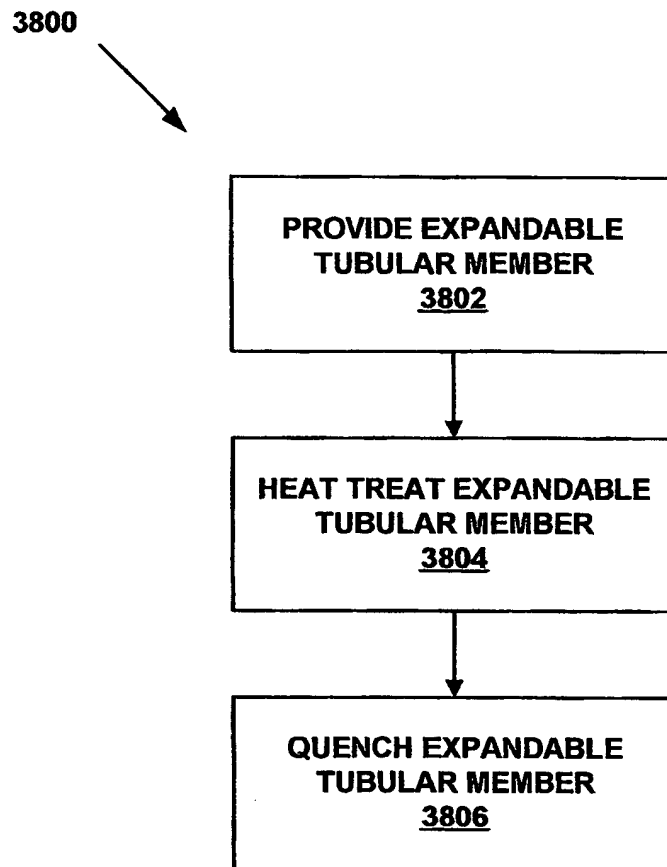 3800
PROVIDE EXPANDABLE
TUBULAR MEMBER
3802
HEAT TREAT EXPANDABLE
TUBULAR MEMBER
3804
QUENCH EXPANDABLE
TUBULAR MEMBER
3806